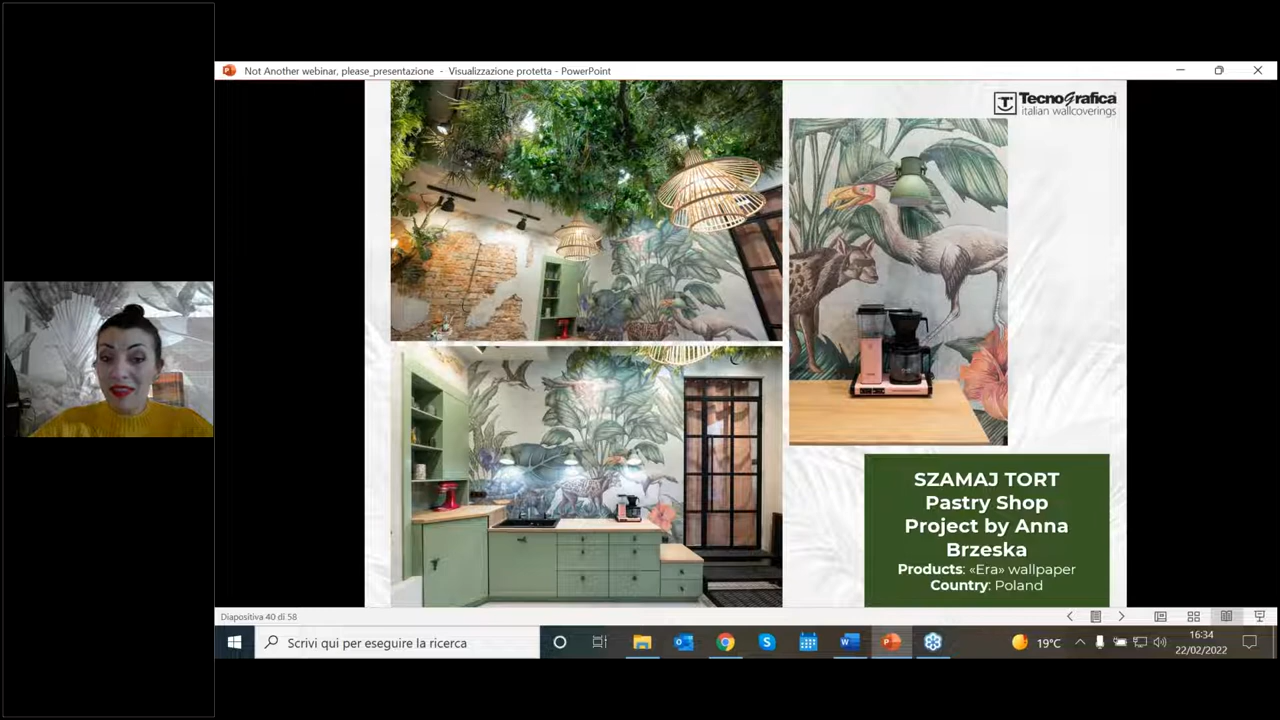 Not Another webinar, please_presentazione - Visualizzazione protetta - PowerPoint
TecnoGrafica
italian wallcoverings
SZAMAJ TORT
Pastry Shop
Project by Anna
Brzeska
Products: «Era» wallpaper
Country: Poland
Diapositiva 40 di 58
Scrivi qui per eseguire la ricerca
19°C
16:34
22/02/2022